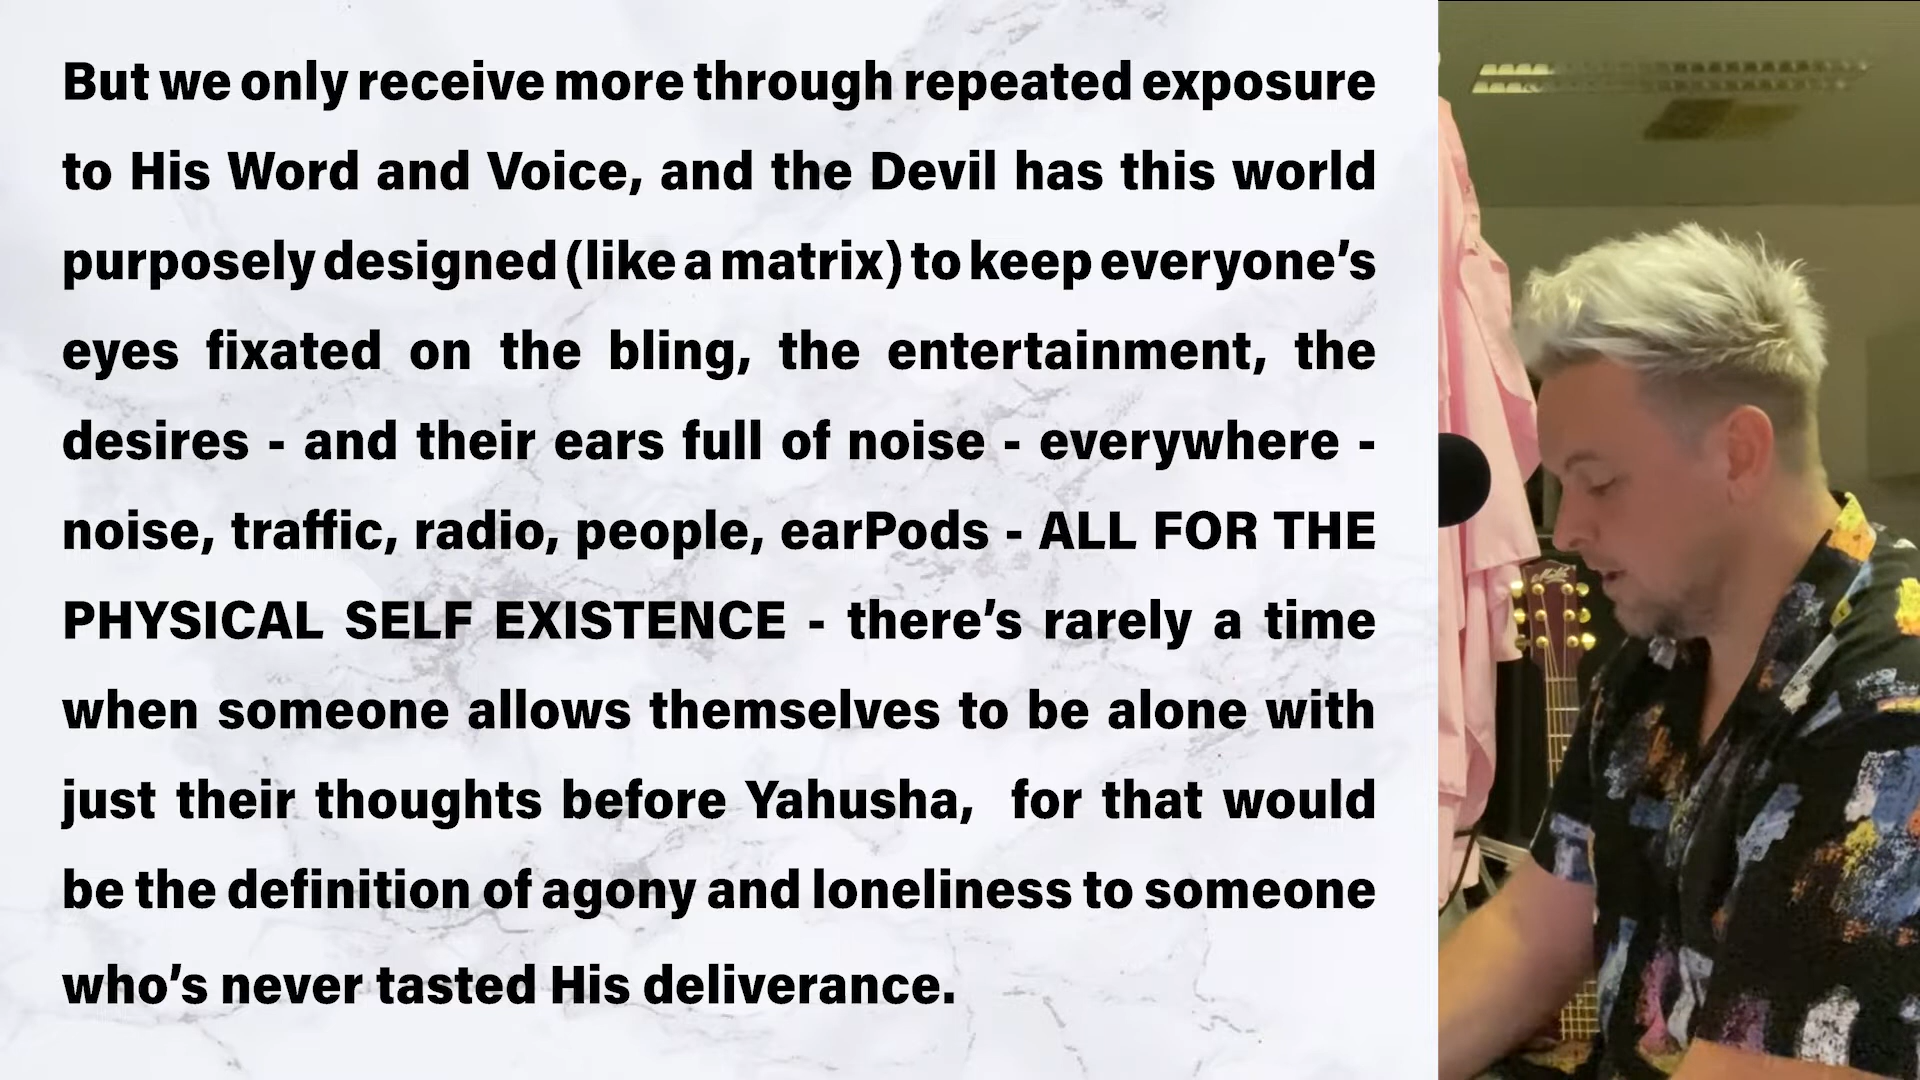 But we only receive more through repeated exposure
to His Word and Voice, and the Devil has this world
purposely designed (like a matrix) to keep everyone’s
eyes fixated on the bling, the entertainment, the
desires - and their ears full of noise - everywhere -
noise, traffic, radio, people, earPods - ALL FOR THE
PHYSICAL SELF EXISTENCE - there’s rarely a time
when someone allows themselves to be alone with
just their thoughts before Yahusha,  for that would
be the definition of agony and loneliness to someone
who’s never tasted His deliverance.